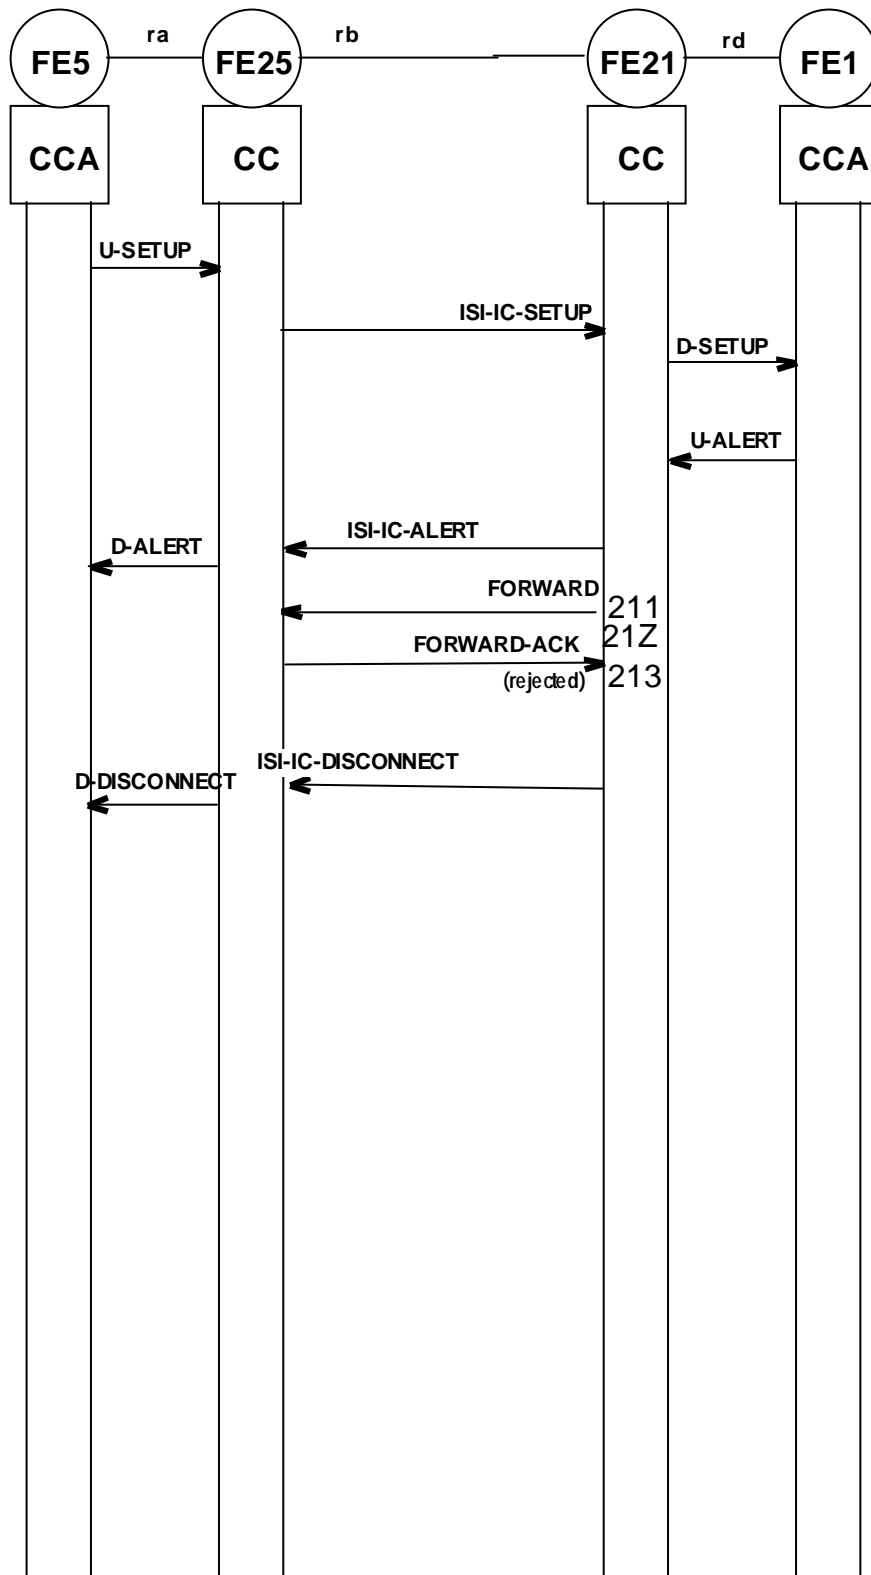 ra
rb
rd
FE5
FE25
FE21
FE1
CCA
CC
CC
CCA
U-SETUP
ISI-IC-SETUP
D-SETUP
U-ALERT
ISI-IC-ALERT
D-ALERT
FORWARD
211
21Z
FORWARD-ACK
(rejected)
213
ISI-IC-DISCONNECT
D-DISCONNECT